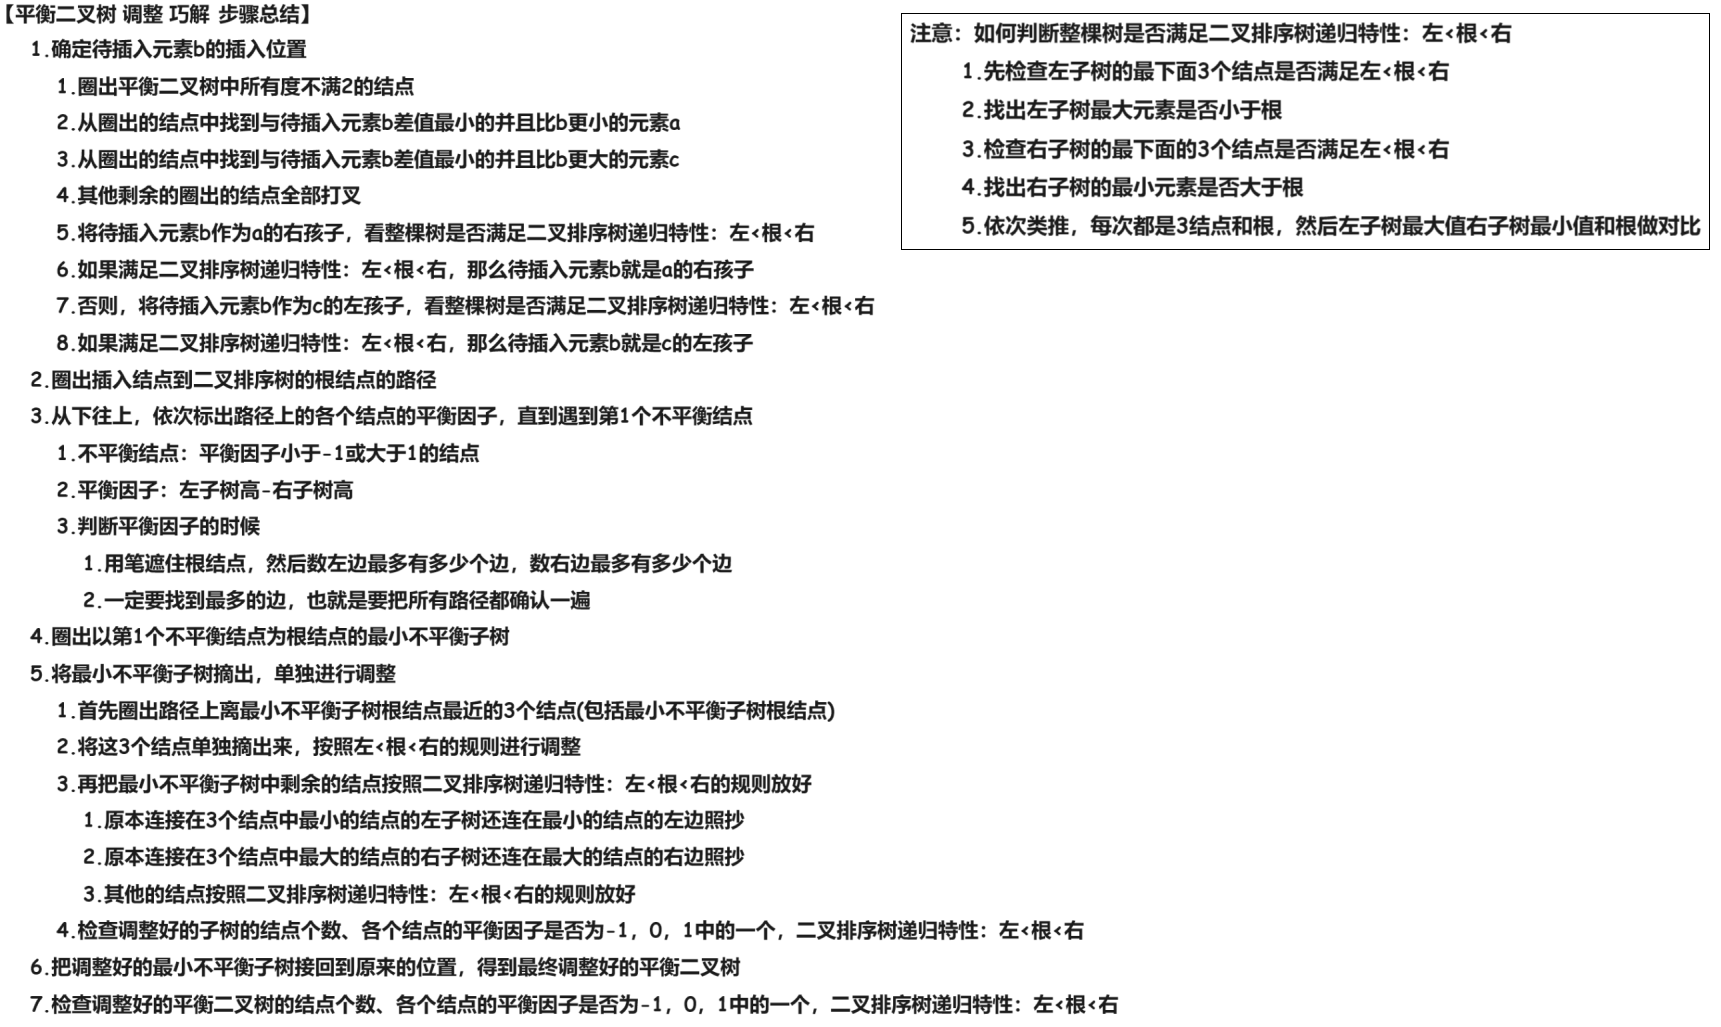 【平衡二叉树 调整 巧解 步骤总结】
1.确定待插入元素b的插入位置
1.圈出平衡二叉树中所有度不满2的结点
2.从圈出的结点中找到与待插入元素b差值最小的并且比b更小的元素a
3.从圈出的结点中找到与待插入元素b差值最小的并且比b更大的元素c
4.其他剩余的圈出的结点全部打叉
5.将待插入元素b作为a的右孩子，看整棵树是否满足二叉排序树递归特性：左<根<右
6.如果满足二叉排序树递归特性：左<根<右，那么待插入元素b就是a的右孩子
7.否则，将待插入元素b作为c的左孩子，看整棵树是否满足二叉排序树递归特性：左<根<右
8.如果满足二叉排序树递归特性：左<根<右，那么待插入元素b就是c的左孩子
2.圈出插入结点到二叉排序树的根结点的路径
3.从下往上，依次标出路径上的各个结点的平衡因子，直到遇到第1个不平衡结点
1.不平衡结点：平衡因子小于-1或大于1的结点
2.平衡因子：左子树高-右子树高
3.判断平衡因子的时候
1.用笔遮住根结点，然后数左边最多有多少个边，数右边最多有多少个边
2.一定要找到最多的边，也就是要把所有路径都确认一遍
4.圈出以第1个不平衡结点为根结点的最小不平衡子树
5.将最小不平衡子树摘出，单独进行调整
1.首先圈出路径上离最小不平衡子树根结点最近的3个结点(包括最小不平衡子树根结点)
2.将这3个结点单独摘出来，按照左<根<右的规则进行调整
3.再把最小不平衡子树中剩余的结点按照二叉排序树递归特性：左<根<右的规则放好
1.原本连接在3个结点中最小的结点的左子树还连在最小的结点的左边照抄
2.原本连接在3个结点中最大的结点的右子树还连在最大的结点的右边照抄
3.其他的结点按照二叉排序树递归特性：左<根<右的规则放好
4.检查调整好的子树的结点个数、各个结点的平衡因子是否为-1，0，1中的一个，二叉排序树递归特性：左<根<右
6.把调整好的最小不平衡子树接回到原来的位置，得到最终调整好的平衡二叉树
7.检查调整好的平衡二叉树的结点个数、各个结点的平衡因子是否为-1，0，1中的一个，二叉排序树递归特性：左<根<右
注意：如何判断整棵树是否满足二叉排序树递归特性：左<根<右
1.先检查左子树的最下面3个结点是否满足左<根<右
2.找出左子树最大元素是否小于根
3.检查右子树的最下面的3个结点是否满足左<根<右
4.找出右子树的最小元素是否大于根
5.依次类推，每次都是3结点和根，然后左子树最大值右子树最小值和根做对比